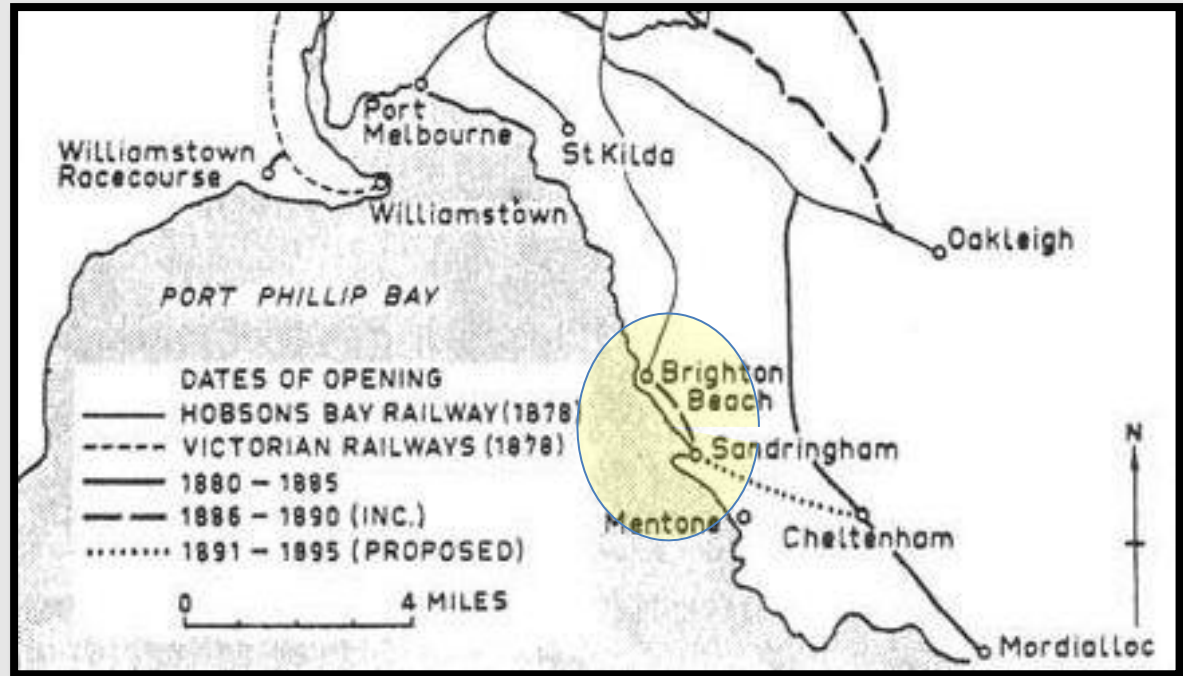 Port
Melbourne
St Kilda
Williamstown
Racecourse
Williamstown
Oakleigh
PORT PHILLIP BAY
Brighton
Beach
DATES OF OPENING
HOBSONS BAY RAILWAY (1878)
VICTORIAN RAILWAYS (1878)
1880 – 1885
1886 – 1890 (INC.)
1891 – 1895 (PROPOSED)
Sandringham
Mentone
Cheltenham
N
0 4 MILES
Mordialloc